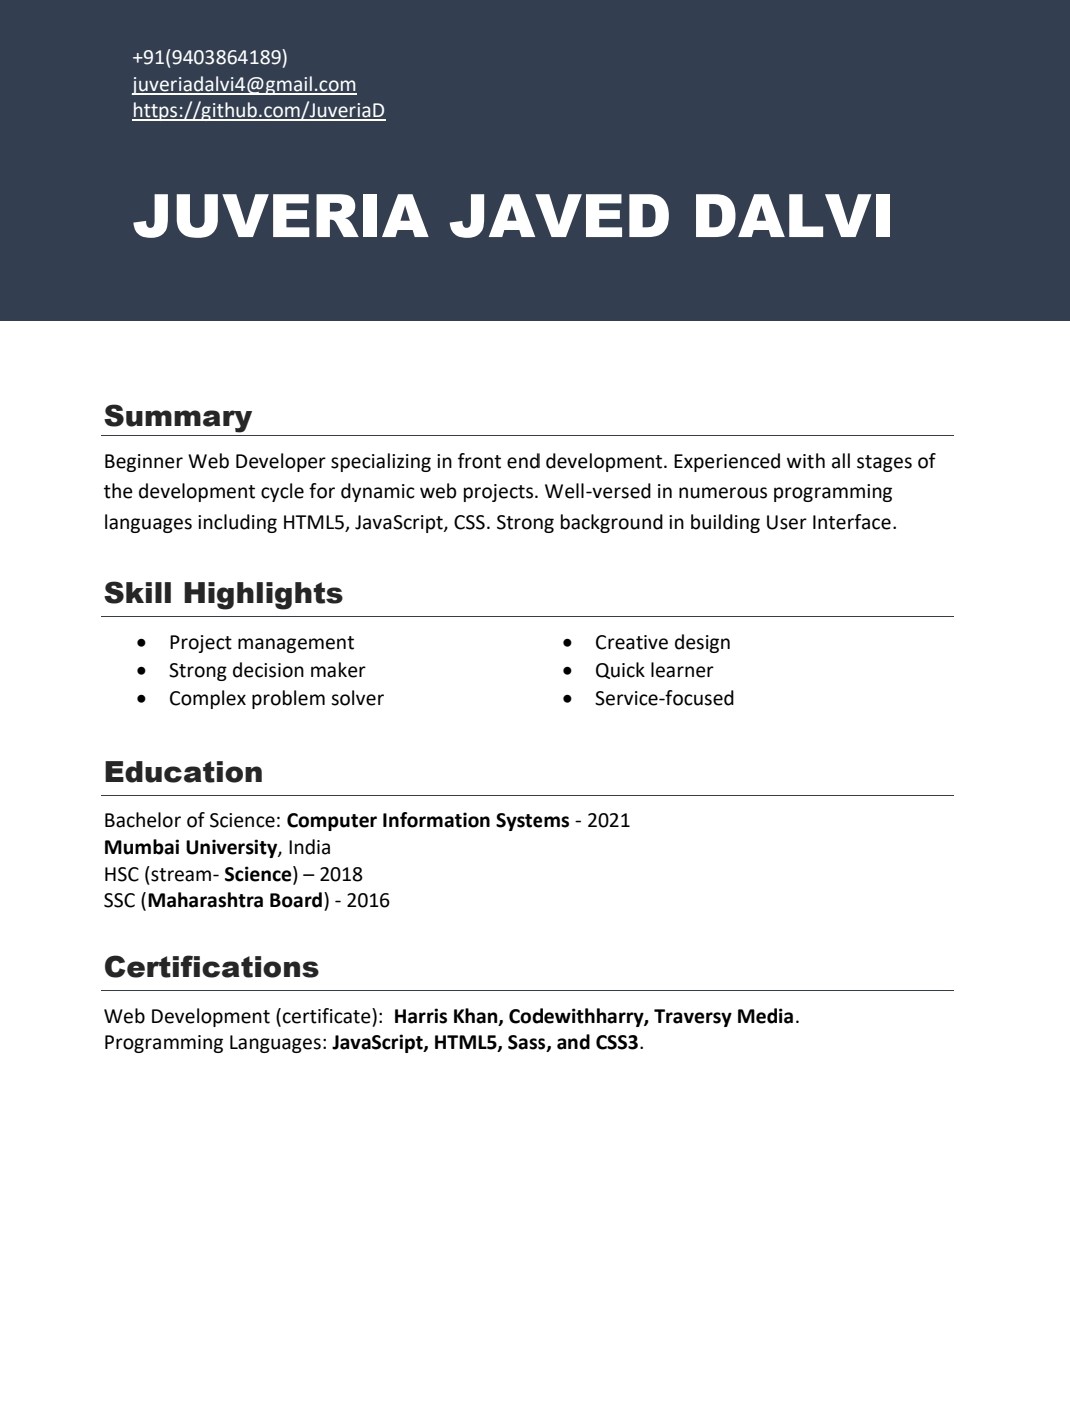 +91(9403864189)
juveriadalvi4@gmail.com
https://github.com/JuveriaD
JUVERIA JAVED DALVI
Summary
Beginner Web Developer specializing in front end development. Experienced with all stages of
the development cycle for dynamic web projects. Well-versed in numerous programming
languages including HTML5, JavaScript, CSS. Strong background in building User Interface.
Skill Highlights
• Project management
• Strong decision maker
• Complex problem solver
• Creative design
• Quick learner
• Service-focused
Education
Bachelor of Science: Computer Information Systems - 2021
Mumbai University, India
HSC (stream- Science) – 2018
SSC (Maharashtra Board) - 2016
Certifications
Web Development (certificate):  Harris Khan, Codewithharry, Traversy Media.
Programming Languages: JavaScript, HTML5, Sass, and CSS3.